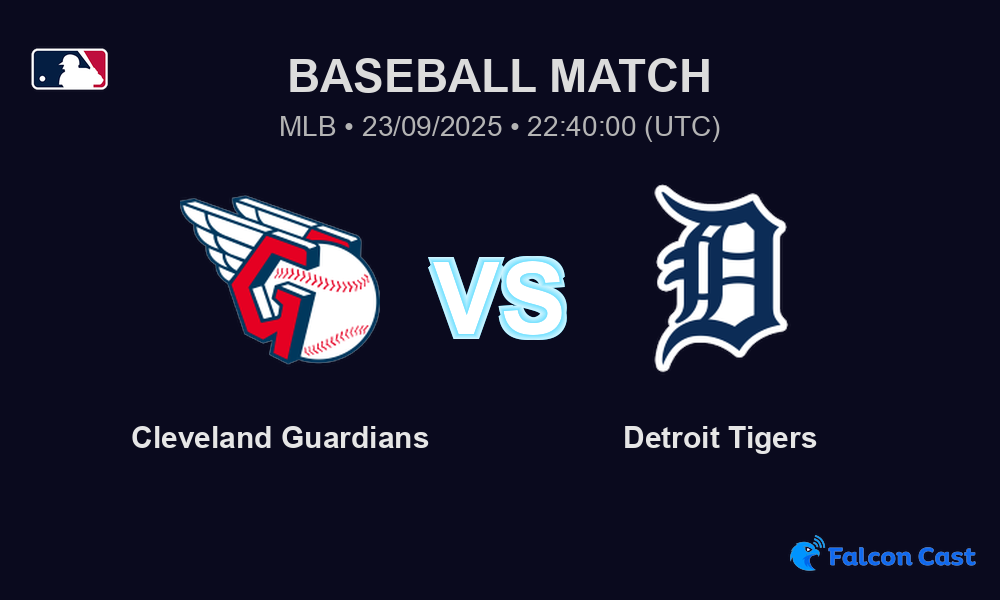 BASEBALL MATCH
MLB • 23/09/2025 • 22:40:00 (UTC)
VS
Cleveland Guardians
Detroit Tigers
Falcon Cast